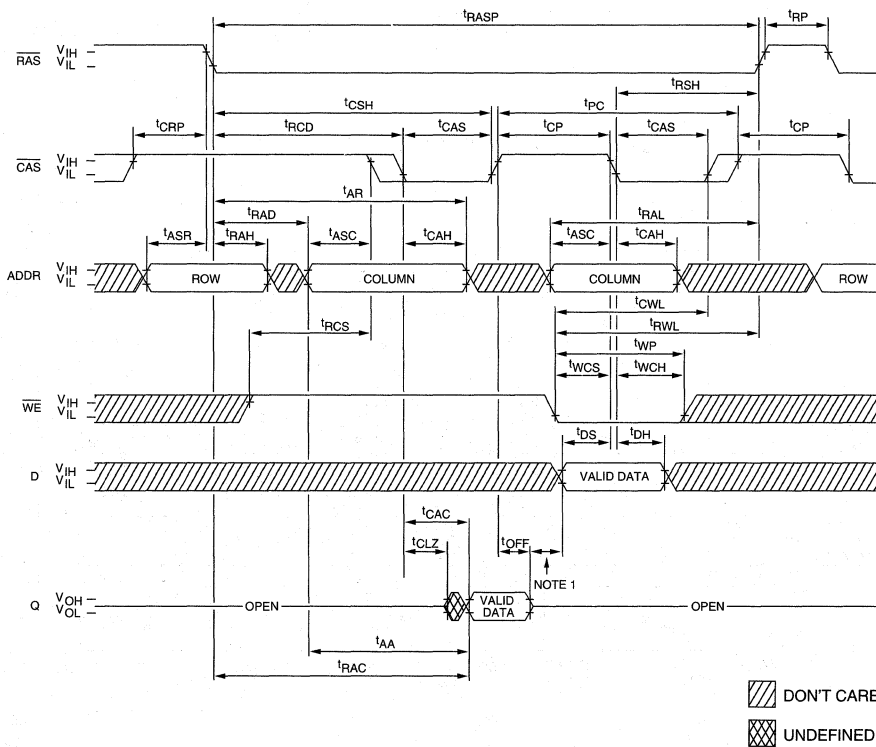 tRASP tRP
RAS VIH
VIL
tRSH
tCSH tPC
tCRP tRCD tCAS tCP tCAS tCP
CAS VIH
VIL
tAR
tRAD tRAL
tASR tRAH tASC tCAH tASC tCAH
ADDR VIH
VIL ROW COLUMN COLUMN ROW
tCWL
tRCS tRWL
tWP
tWCS tWCH
WE VIH
VIL
tDS tDH
D VIH
VIL VALID DATA
tCAC
tCLZ tOFF
NOTE 1
Q VOH
VOL OPEN VALID
DATA OPEN
tAA
tRAC
DON'T CARE
UNDEFINED